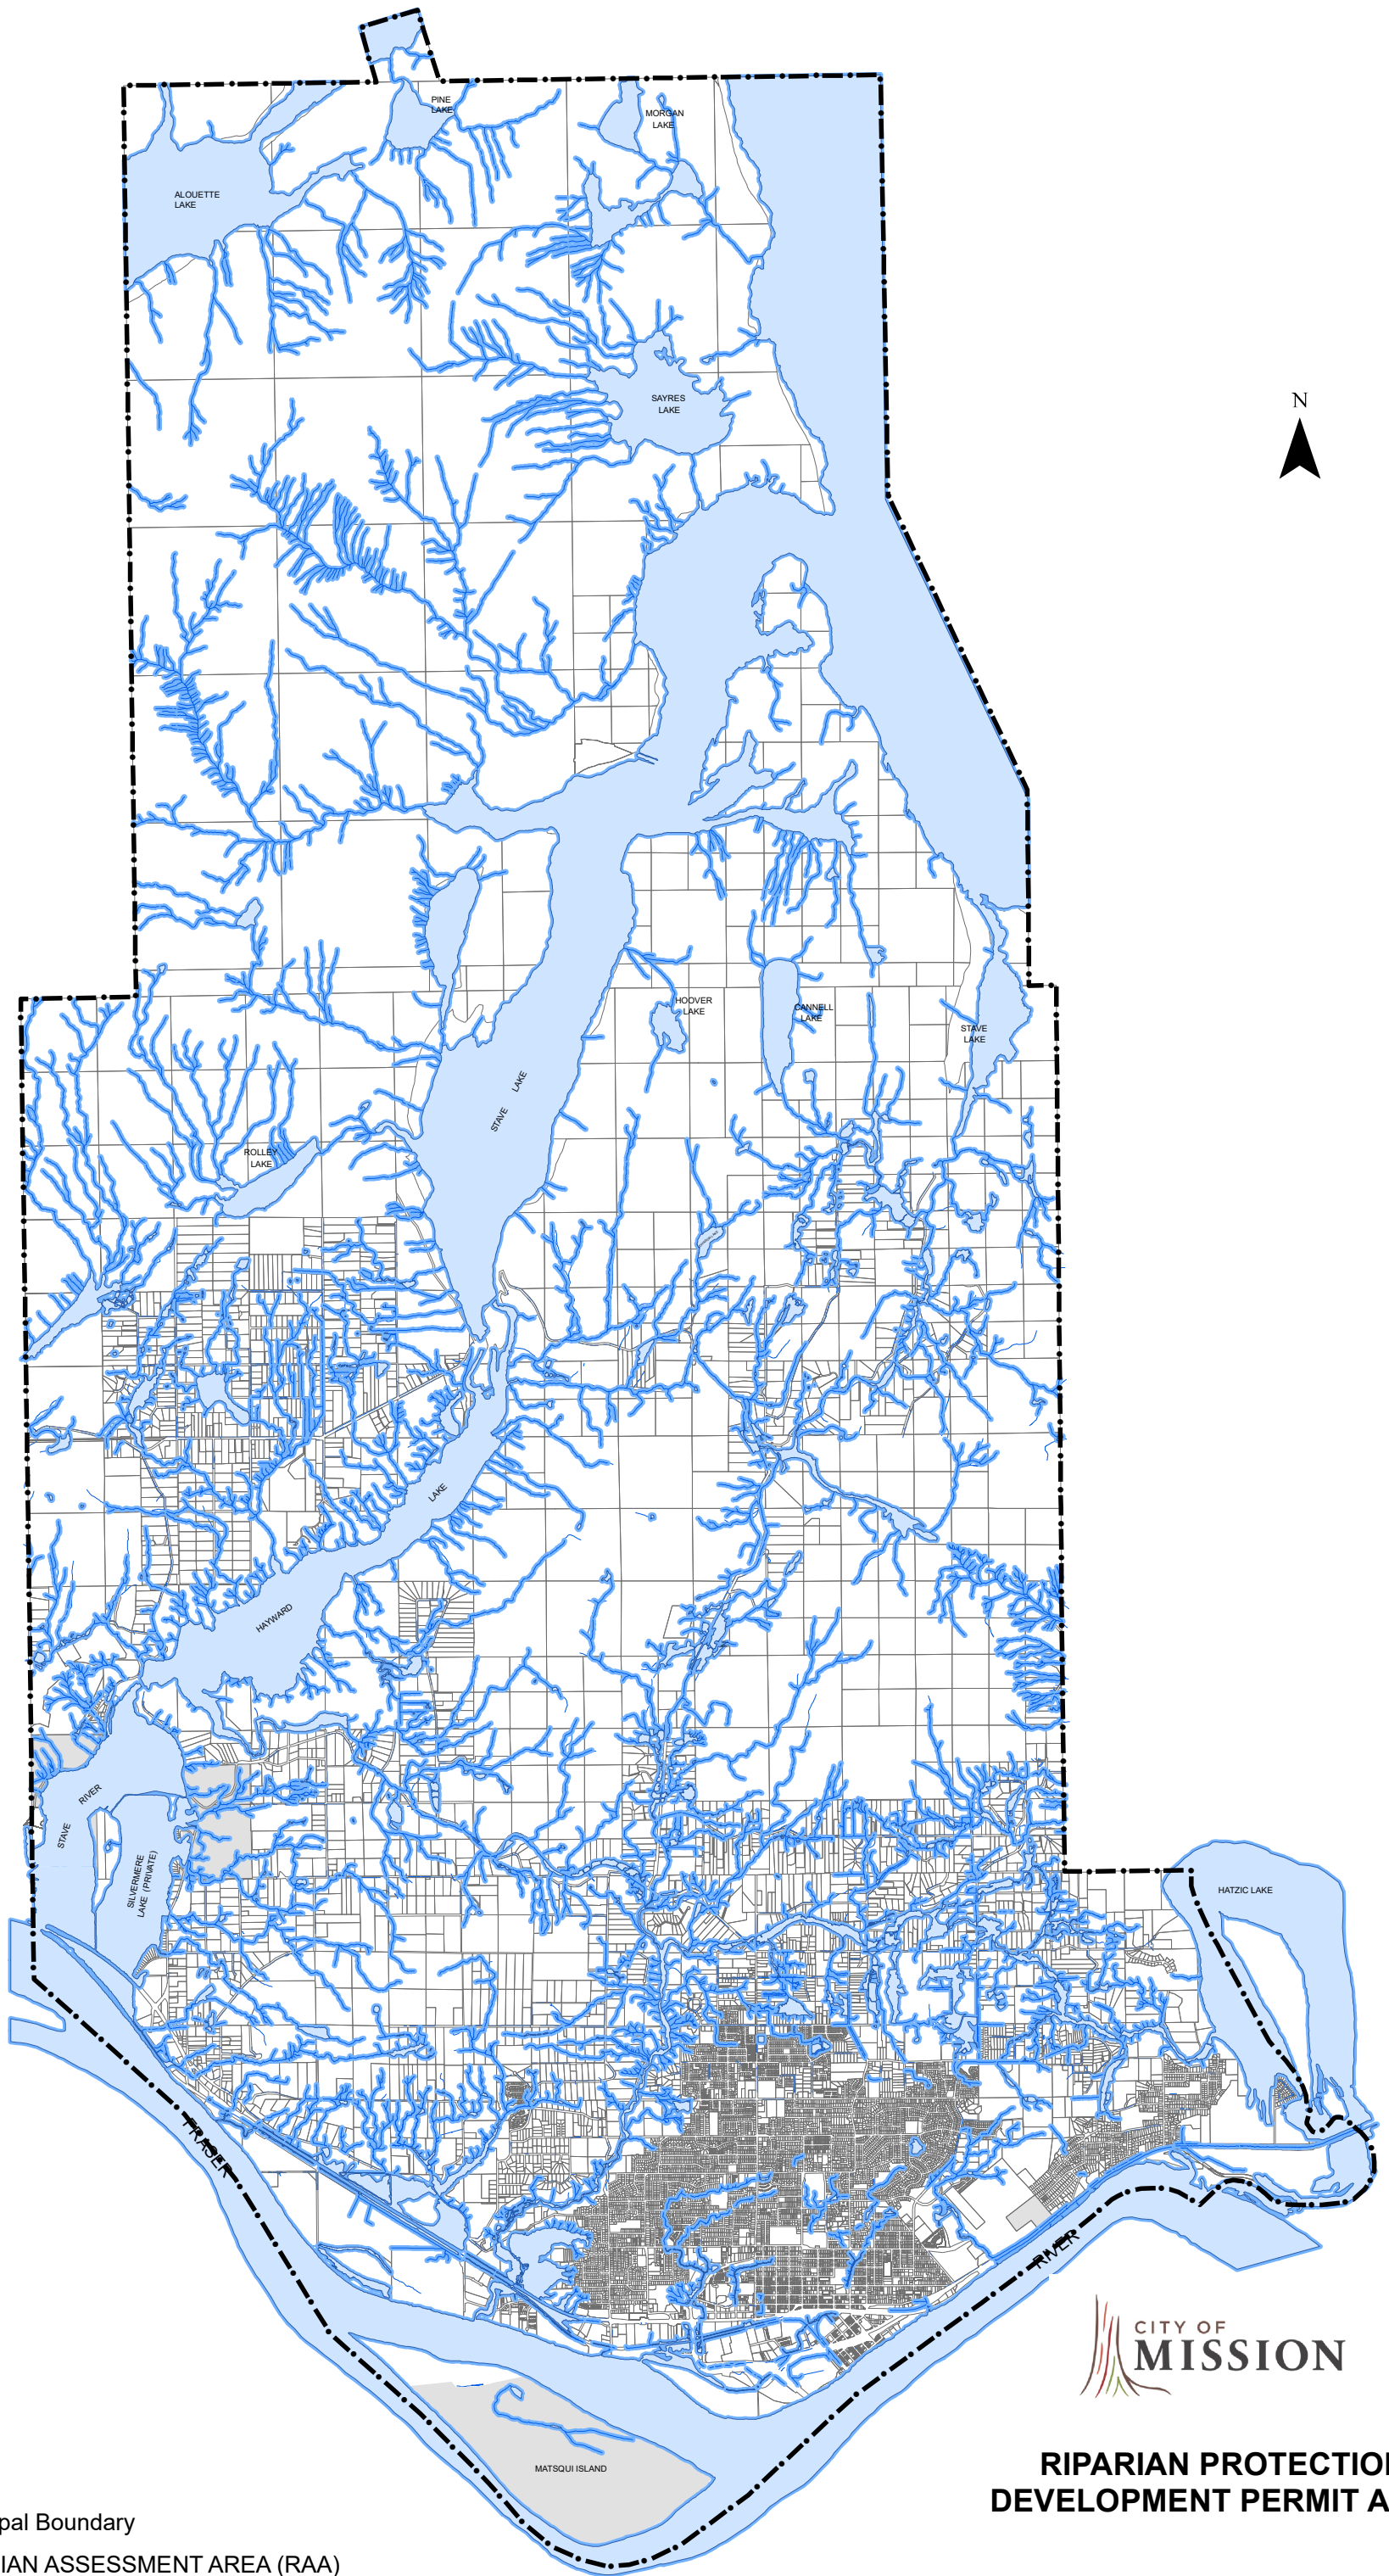 PINE
LAKE
MORGAN
LAKE
ALOUETTE
LAKE
SAYRES
LAKE
N
HOOVER
LAKE
CANNELL
LAKE
STAVE
LAKE
STAVE LAKE
ROLLEY
LAKE
HAYWARD LAKE
STAVE RIVER
SILVERMERE
LAKE (PRIVATE)
HATZIC LAKE
FRASER RIVER
CITY OF
MISSION
MATSQUI ISLAND
RIPARIAN PROTECTION
DEVELOPMENT PERMIT A
pal Boundary
IAN ASSESSMENT AREA (RAA)